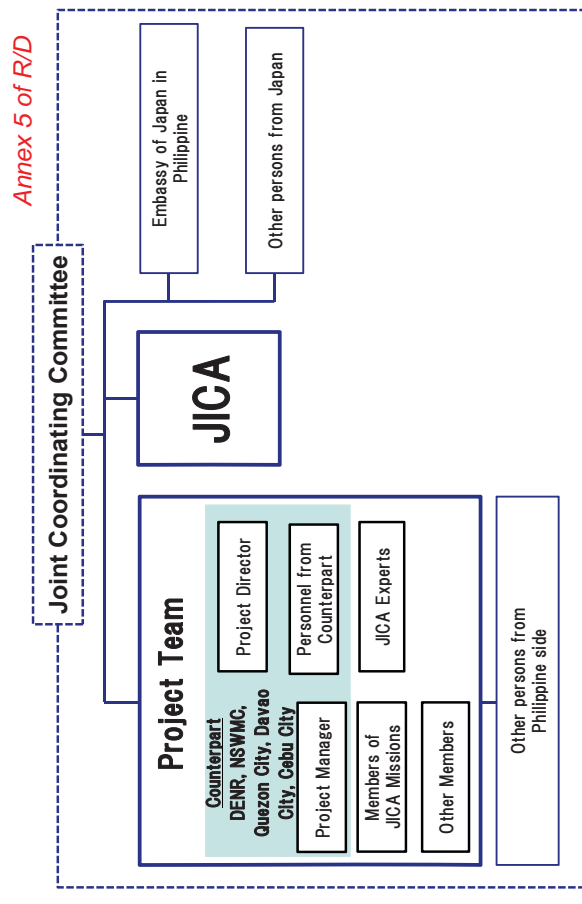 Annex 5 of R/D
Joint Coordinating Committee
Project Team
Counterpart
DENR, NSWMC,
Quezon City, Davao
City, Cebu City
Project Director
Project Manager
Personnel from
Counterpart
Members of
JICA Missions
JICA Experts
Other Members
Other persons from
Philippine side
JICA
Embassy of Japan in
Philippine
Other persons from Japan